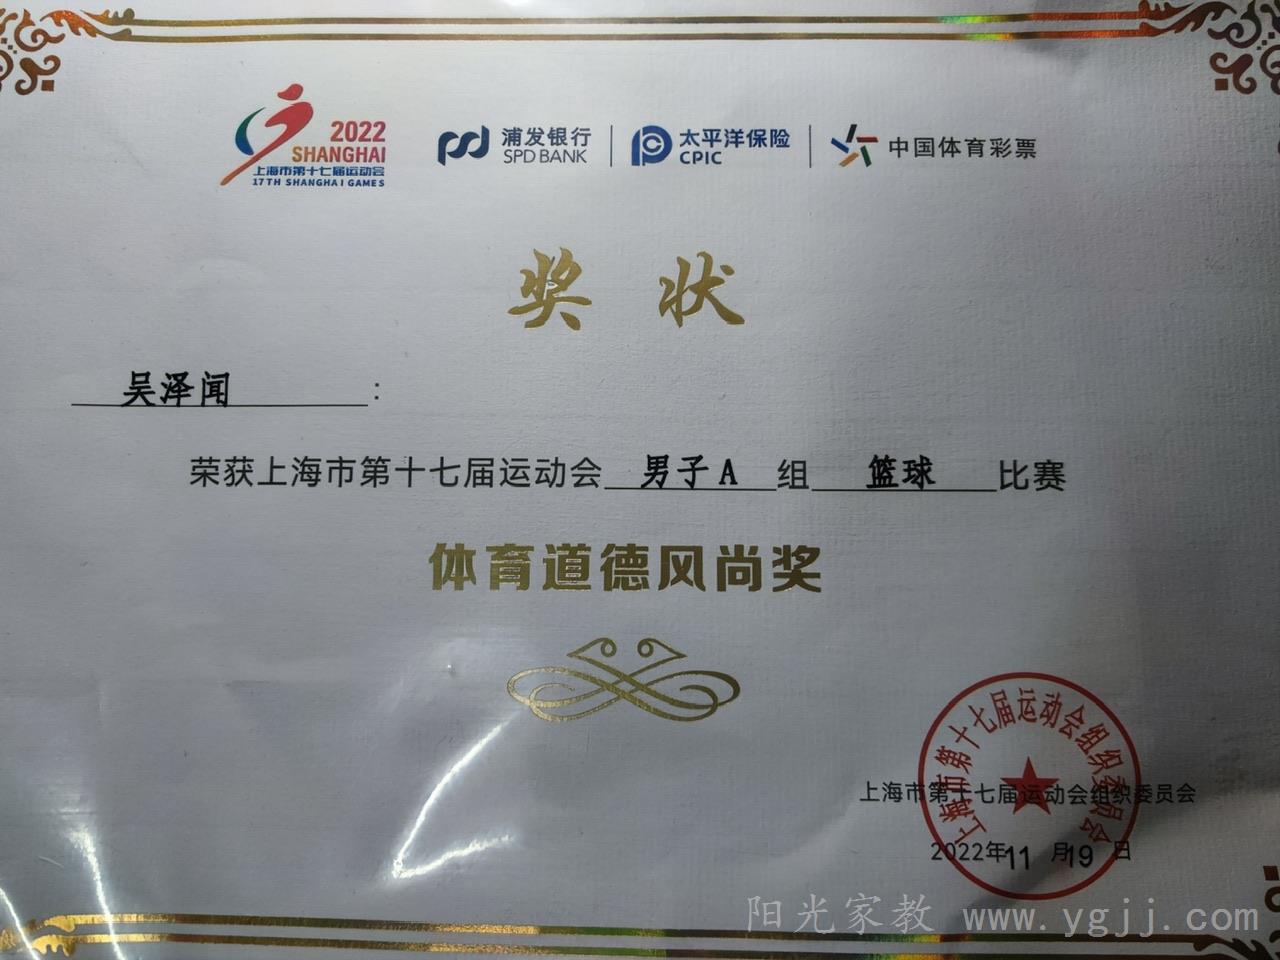 2022
SHANGHAI
上海市第十七届运动会
17TH SHANGHAI GAMES
浦发银行
SPD BANK
太平洋保险
CPIC
中国体育彩票
奖 状
吴泽闻:
荣获上海市第十七届运动会 男子A 组 篮球 比赛
体育道德风尚奖
上海市第十七届运动会组织委员会
上海市第十七届运动会组织委员会
2022年11月19日
阳光家教 www.ygjj.com